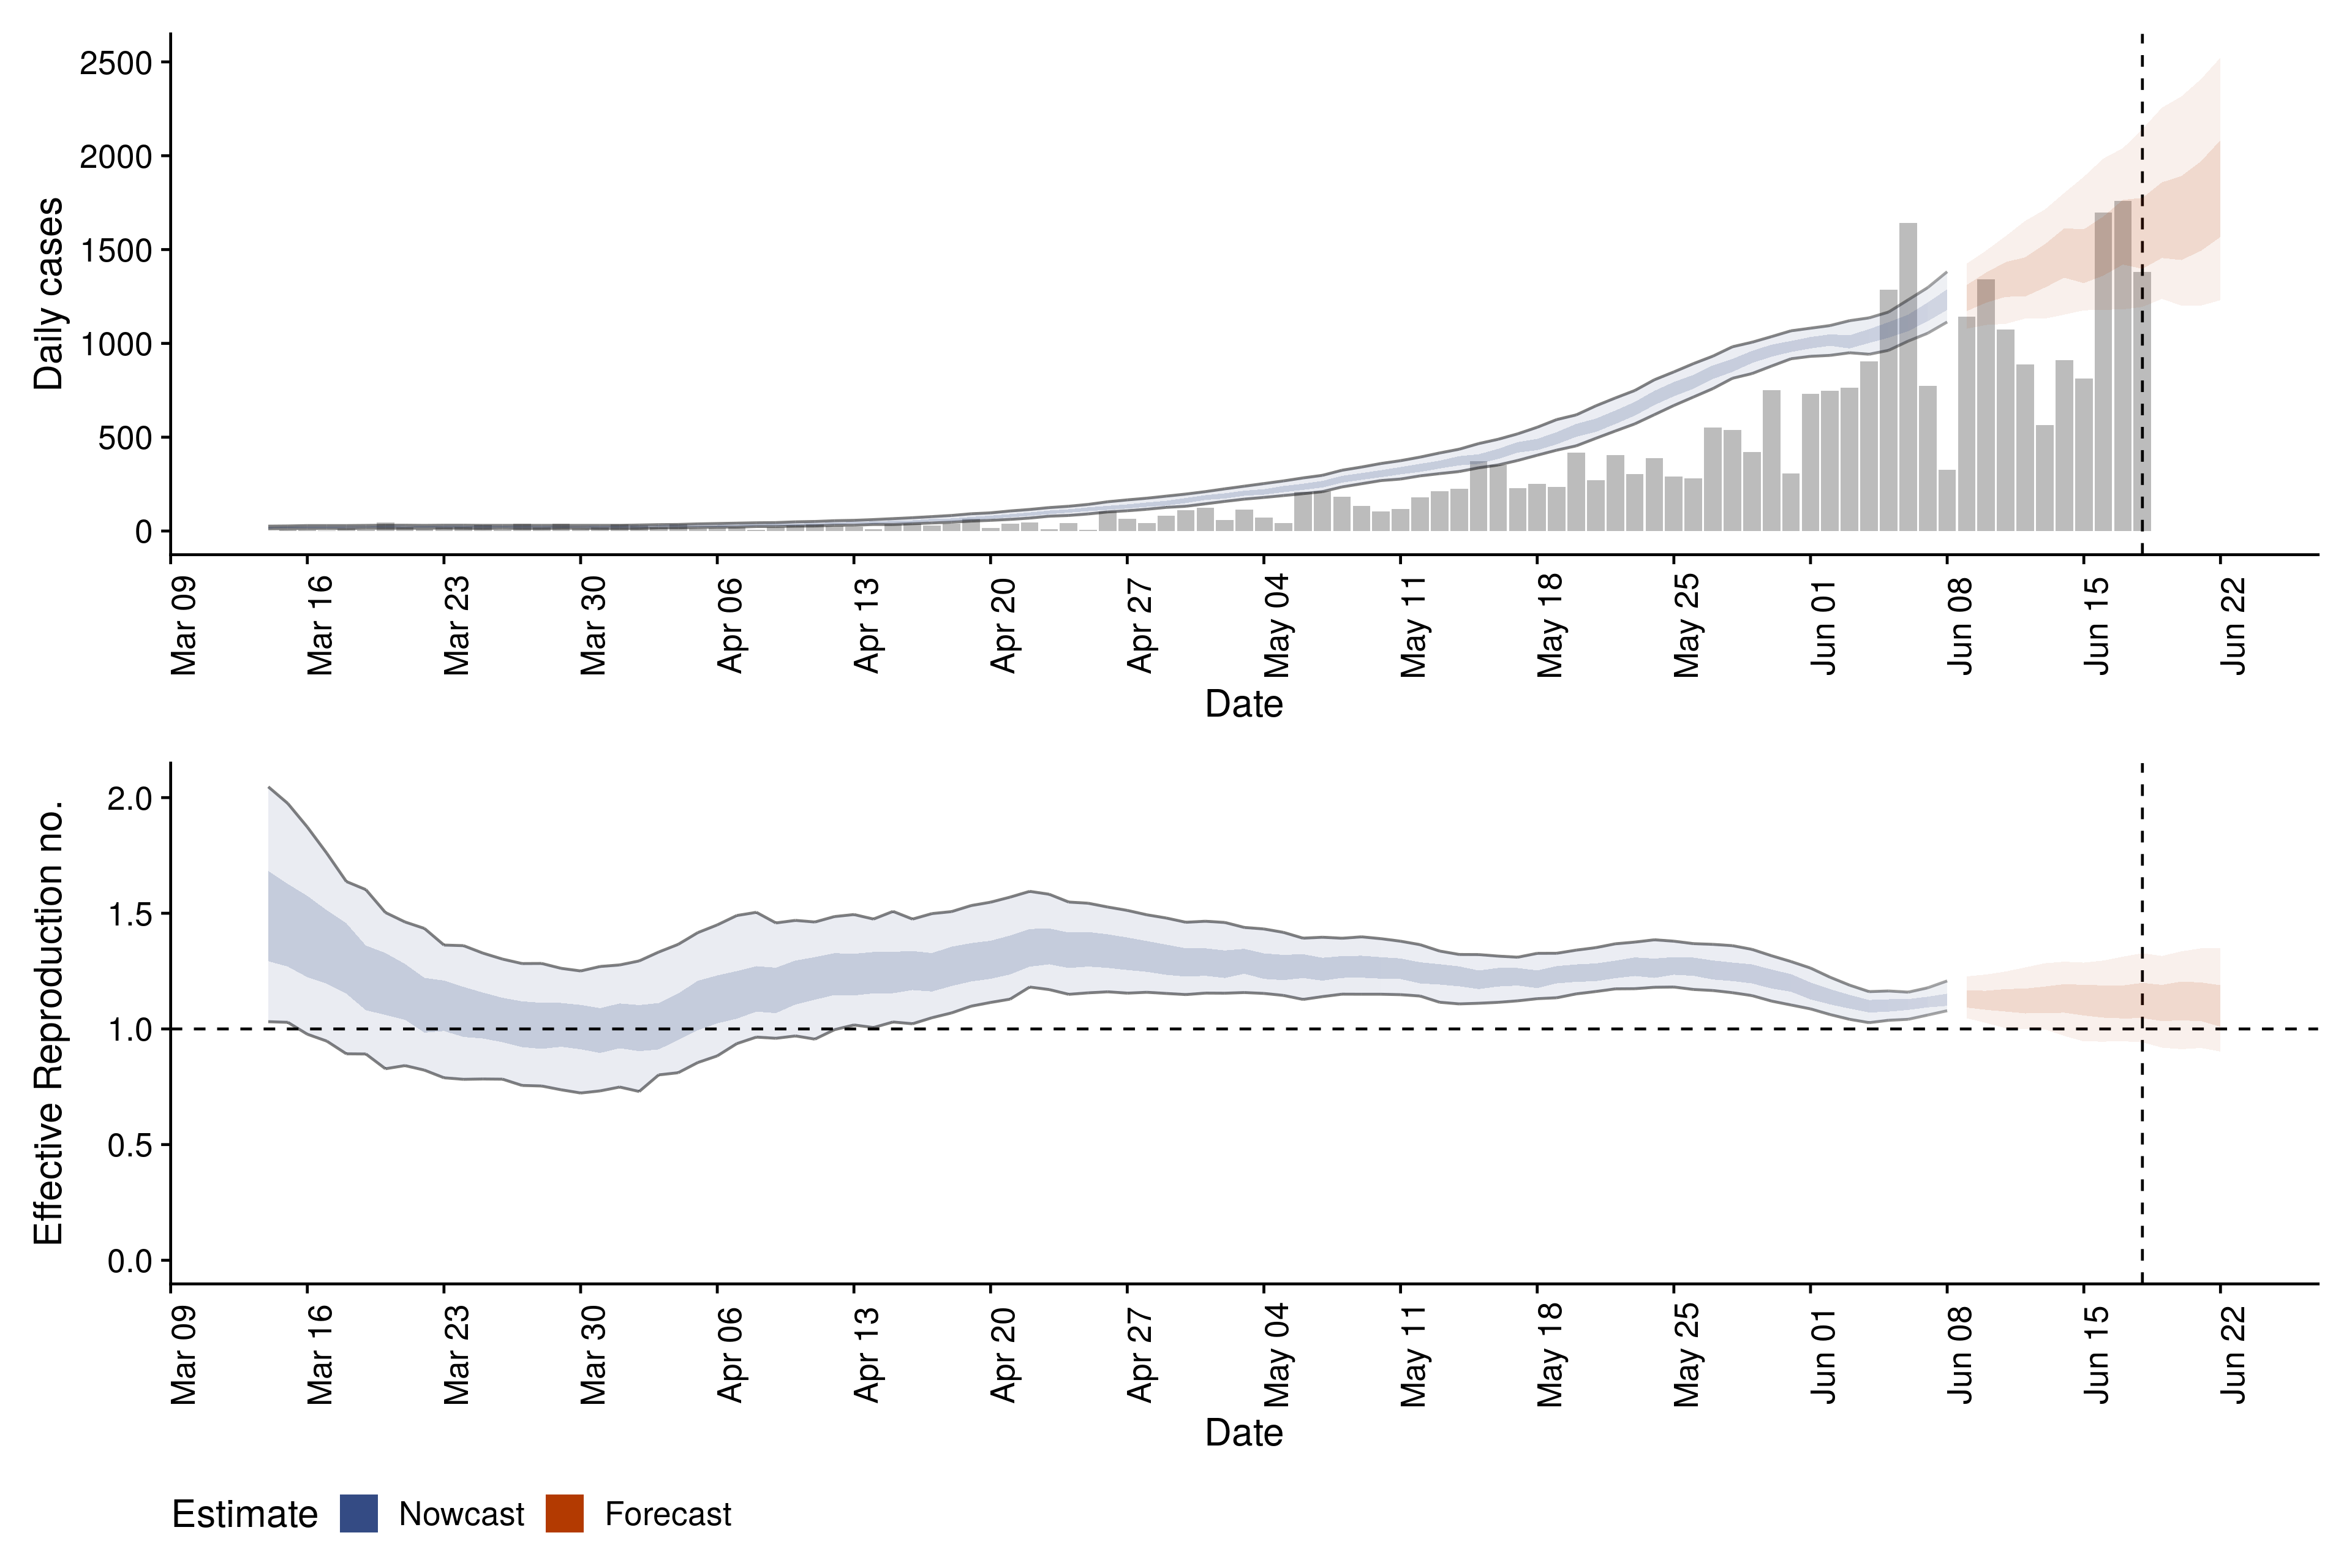 Daily cases
2500
2000
1500
1000
500
0
Mar 09 Mar 16 Mar 23 Mar 30 Apr 06 Apr 13 Apr 20 Apr 27 May 04 May 11 May 18 May 25 Jun 01 Jun 08 Jun 15 Jun 22
Date
Effective Reproduction no.
2.0
1.5
1.0
0.5
0.0
Mar 09 Mar 16 Mar 23 Mar 30 Apr 06 Apr 13 Apr 20 Apr 27 May 04 May 11 May 18 May 25 Jun 01 Jun 08 Jun 15 Jun 22
Date
Estimate Nowcast Forecast